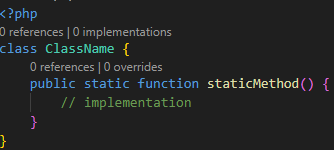 <?php
0 references | 0 implementations
class ClassName {
0 references | 0 overrides
public static function staticMethod() {
// implementation
}
}